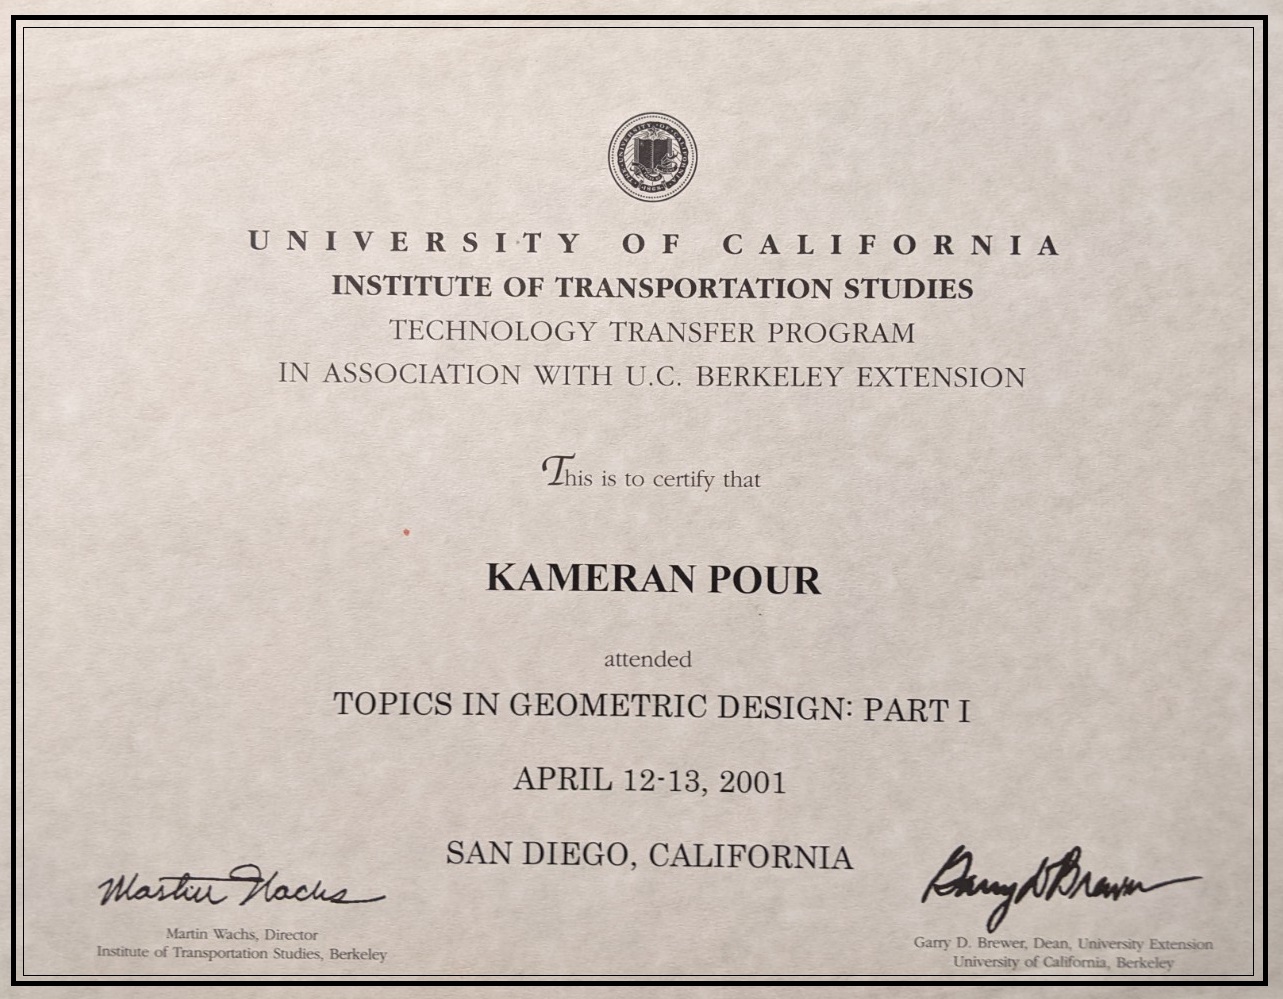 UNIVERSITY OF CALIFORNIA
INSTITUTE OF TRANSPORTATION STUDIES
TECHNOLOGY TRANSFER PROGRAM
IN ASSOCIATION WITH U.C. BERKELEY EXTENSION
This is to certify that
KAMERAN POUR
attended
TOPICS IN GEOMETRIC DESIGN: PART I
APRIL 12-13, 2001
SAN DIEGO, CALIFORNIA
Martin Wachs
Martin Wachs, Director
Institute of Transportation Studies, Berkeley
Garry D Brewer
Garry D. Brewer, Dean, University Extension
University of California, Berkeley